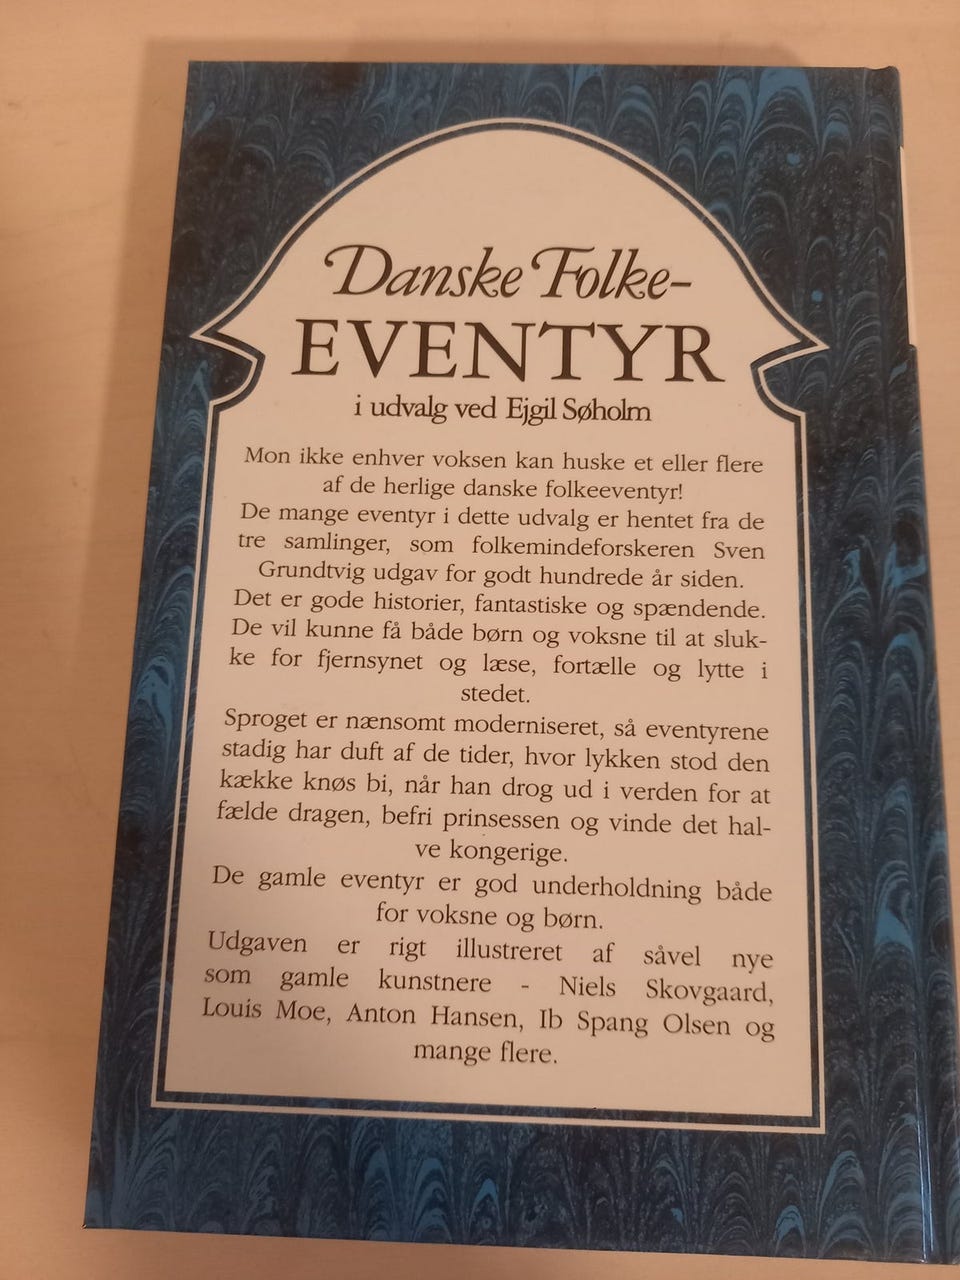 Danske Folke-
EVENTYR
i udvalg ved Ejgil Søholm
Mon ikke enhver voksen kan huske et eller flere
af de herlige danske folkeeventyr!
De mange eventyr i dette udvalg er hentet fra de
tre samlinger, som folkemindeforskeren Sven
Grundtvig udgav for godt hundrede år siden.
Det er gode historier, fantastiske og spændende.
De vil kunne få både børn og voksne til at sluk-
ke for fjernsynet og læse, fortælle og lytte i
stedet.
Sproget er nænsomt moderniseret, så eventyrene
stadig har duft af de tider, hvor lykken stod den
kække knøs bi, når han drog ud i verden for at
fælde dragen, befri prinsessen og vinde det hal-
ve kongerige.
De gamle eventyr er god underholdning både
for voksne og børn.
Udgaven er rigt illustreret af såvel nye
som gamle kunstnere - Niels Skovgaard,
Louis Moe, Anton Hansen, Ib Spang Olsen og
mange flere.